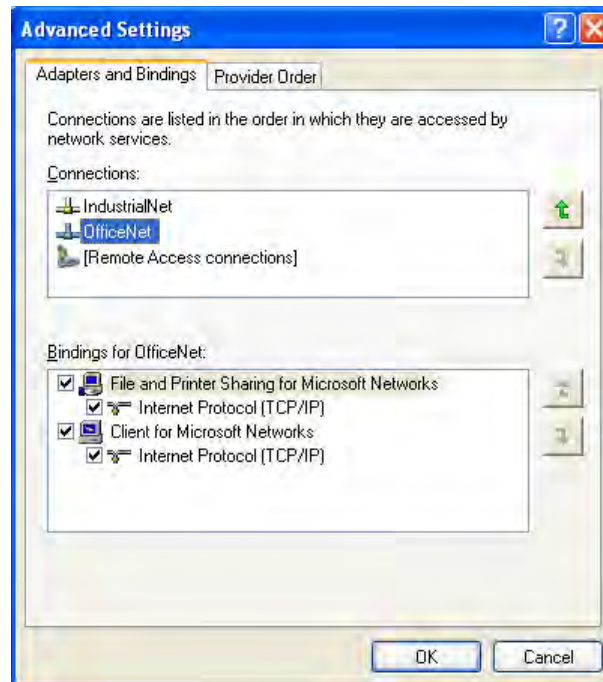 Advanced Settings
Adapters and Bindings Provider Order
Connections are listed in the order in which they are accessed by
network services.
Connections:
IndustrialNet
OfficeNet
[Remote Access connections]
Bindings for OfficeNet:
File and Printer Sharing for Microsoft Networks
Internet Protocol (TCP/IP)
Client for Microsoft Networks
Internet Protocol (TCP/IP)
OK Cancel